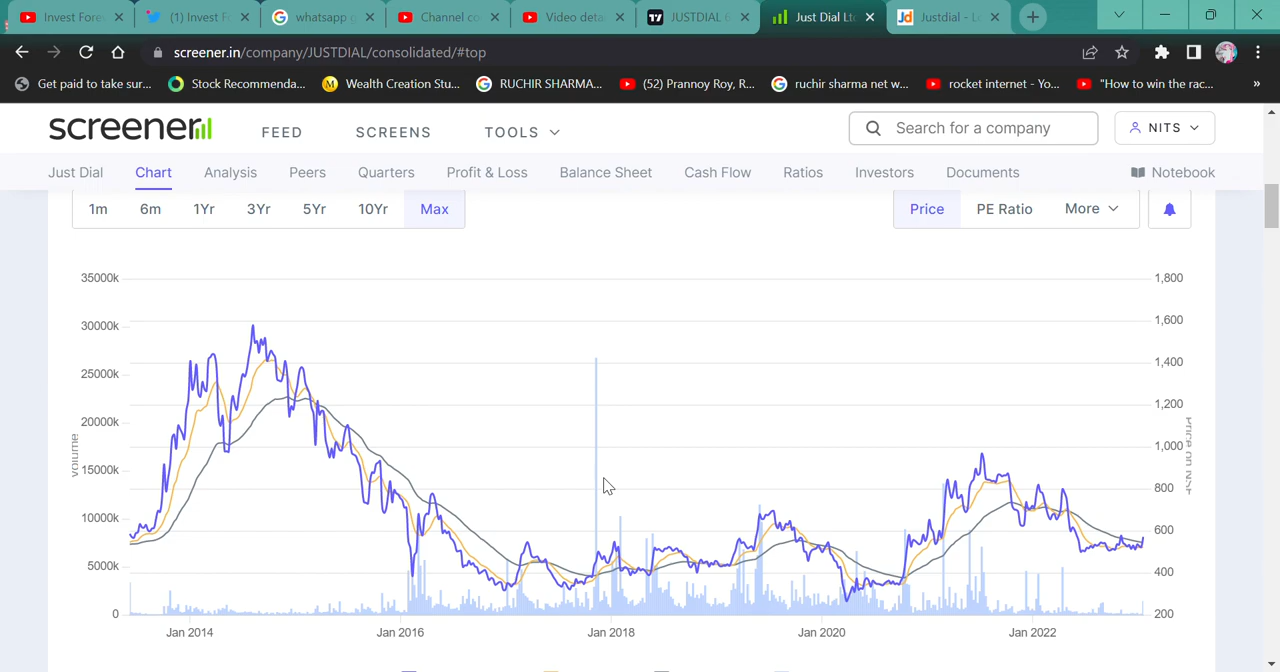 Invest Fore
(1) Invest F
whatsapp g
Channel co
Video deta
JUSTDIAL 6
Just Dial Lt
Justdial - L
screener.in/company/JUSTDIAL/consolidated/#top
Get paid to take sur...
Stock Recommenda...
Wealth Creation Stu...
RUCHIR SHARMA...
(52) Prannoy Roy, R...
ruchir sharma net w...
rocket internet - Yo...
"How to win the rac...
screener
FEED
SCREENS
TOOLS
Search for a company
NITS
Just Dial
Chart
Analysis
Peers
Quarters
Profit & Loss
Balance Sheet
Cash Flow
Ratios
Investors
Documents
Notebook
1m
6m
1Yr
3Yr
5Yr
10Yr
Max
Price
PE Ratio
More
35000k
30000k
25000k
20000k
15000k
10000k
5000k
0
Volume
1,800
1,600
1,400
1,200
1,000
800
600
400
200
Price on NSE
Jan 2014
Jan 2016
Jan 2018
Jan 2020
Jan 2022